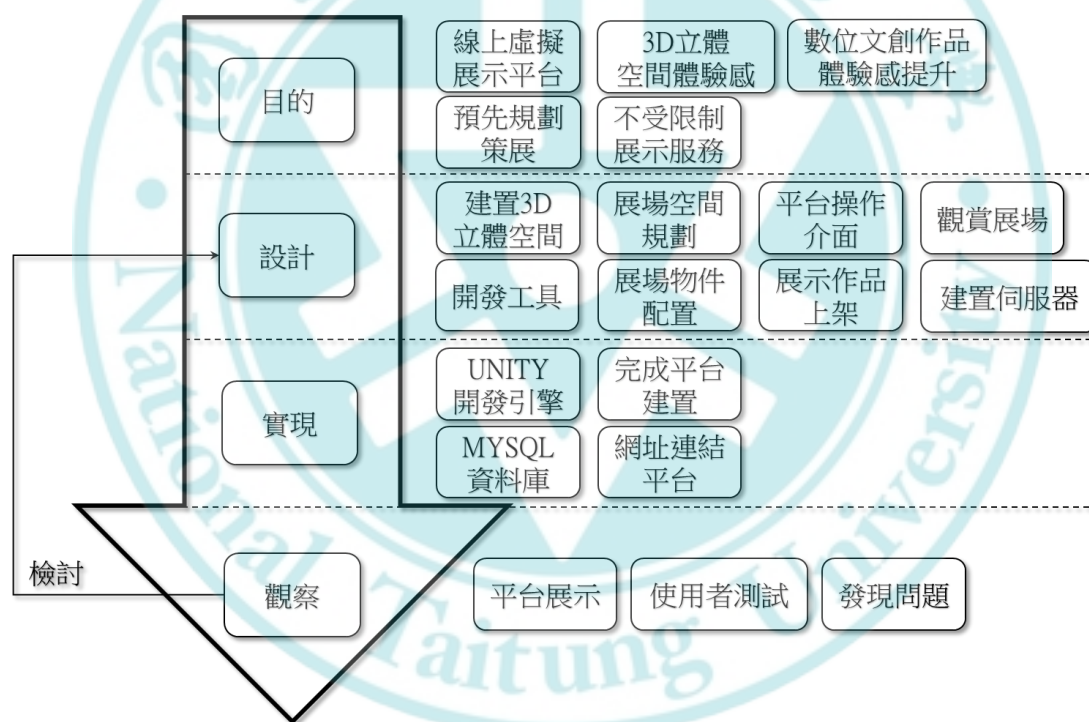 目的
線上虛擬
展示平台
3D立體
空間體驗感
數位文創作品
體驗感提升
預先規劃
策展
不受限制
展示服務
設計
建置3D
立體空間
展場空間
規劃
平台操作
介面
觀賞展場
開發工具
展場物件
配置
展示作品
上架
建置伺服器
實現
UNITY
開發引擎
完成平台
建置
MYSQL
資料庫
網址連結
平台
檢討
觀察
平台展示
使用者測試
發現問題
National Taitung University